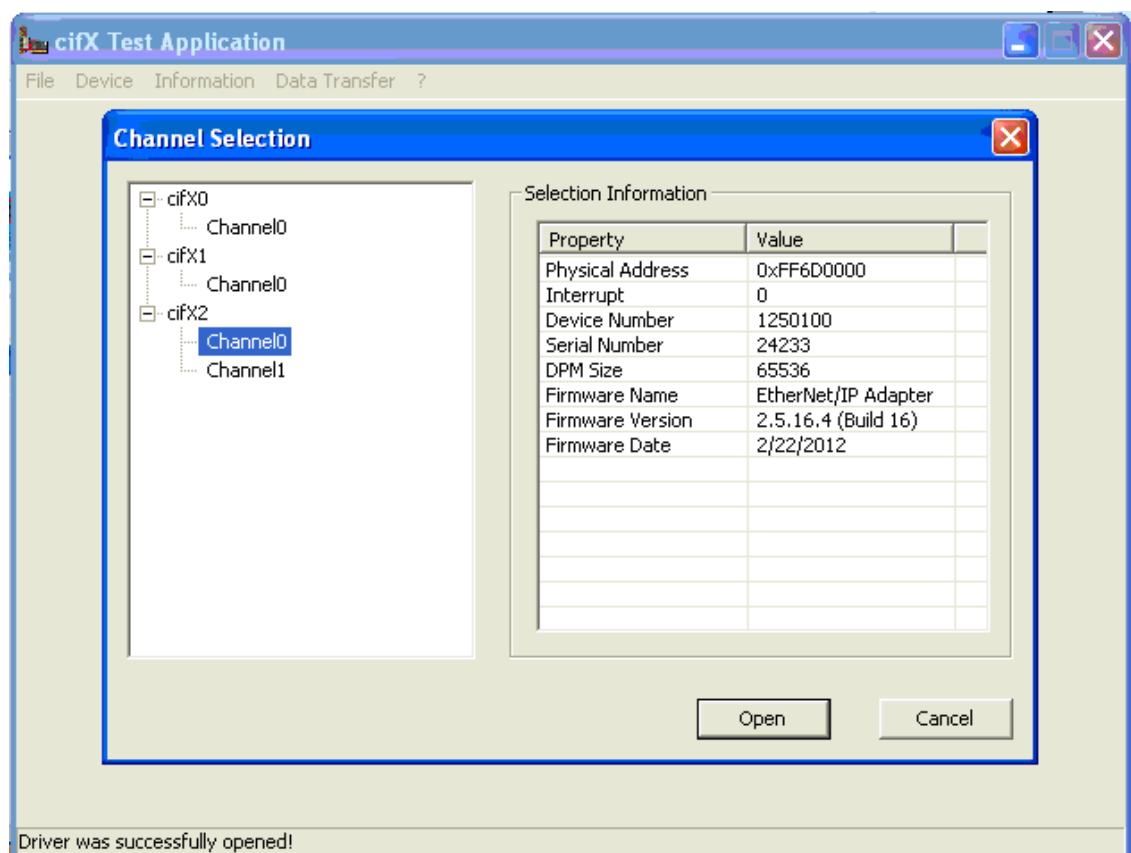 cifX Test Application
File Device Information Data Transfer ?
Channel Selection
cifX0
Channel0
cifX1
Channel0
cifX2
Channel0
Channel1
Selection Information
Property Value
Physical Address 0xFF6D0000
Interrupt 0
Device Number 1250100
Serial Number 24233
DPM Size 65536
Firmware Name EtherNet/IP Adapter
Firmware Version 2.5.16.4 (Build 16)
Firmware Date 2/22/2012
Open Cancel
Driver was successfully opened!